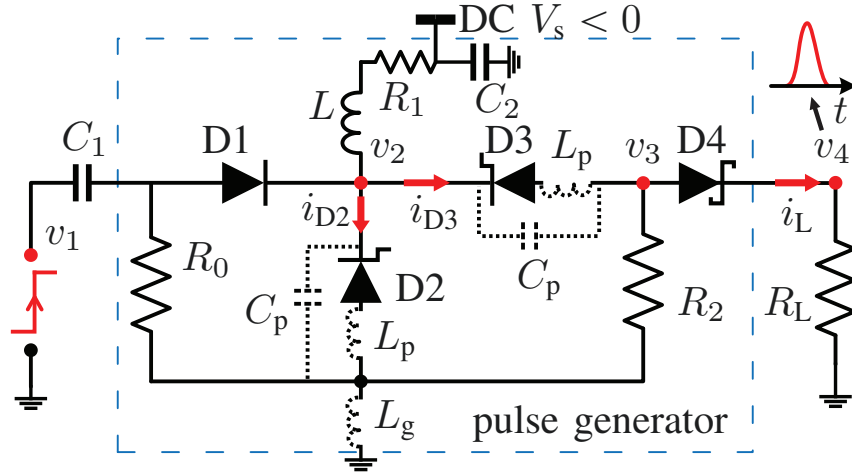 DC V_s < 0
R_1
C_2
L
t
C_1
D1
v_2
D3
L_p
v_3
D4
v_4
v_1
i_D2
i_D3
i_L
R_0
C_p
D2
C_p
R_2
R_L
L_p
L_g
pulse generator